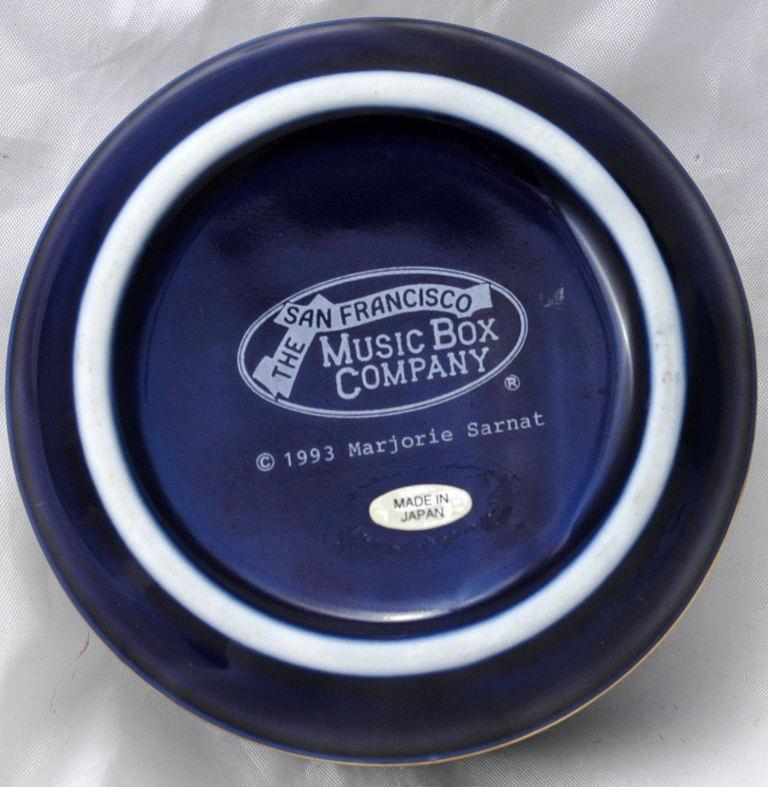 THE SAN FRANCISCO
MUSIC BOX
COMPANY
®
© 1993 Marjorie Sarnat
MADE IN
JAPAN